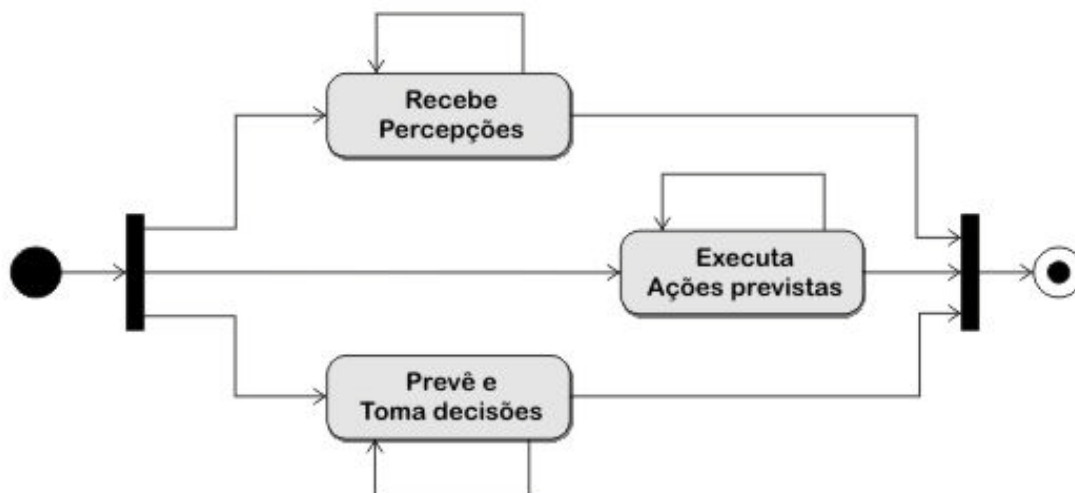 Recebe
Percepções
Executa
Ações previstas
Prevê e
Toma decisões